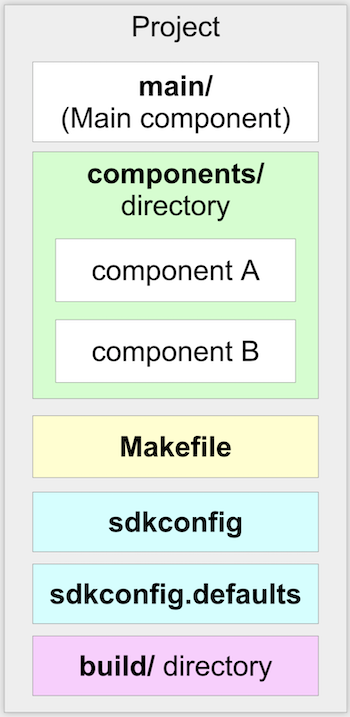 Project
main/
(Main component)
components/
directory
component A
component B
Makefile
sdkconfig
sdkconfig.defaults
build/ directory